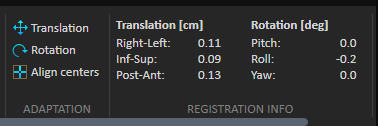 Translation
Rotation
Align centers
ADAPTATION
Translation [cm] Rotation [deg]
Right-Left: 0.11 Pitch: 0.0
Inf-Sup: 0.09 Roll: -0.2
Post-Ant: 0.13 Yaw: 0.0
REGISTRATION INFO